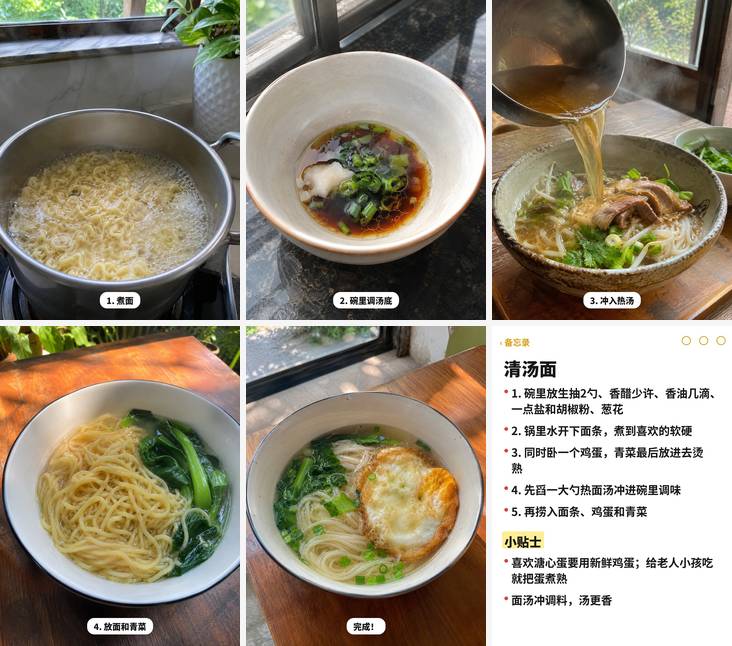 1. 煮面
2. 碗里调汤底
3. 冲入热汤
4. 放面和青菜
完成！
‹ 备忘录
清汤面
• 1. 碗里放生抽2勺、香醋少许、香油几滴、
一点盐和胡椒粉、葱花
• 2. 锅里水开下面条，煮到喜欢的软硬
• 3. 同时卧一个鸡蛋，青菜最后放进去烫
熟
• 4. 先舀一大勺热面汤冲进碗里调味
• 5. 再捞入面条、鸡蛋和青菜
小贴士
• 喜欢溏心蛋要用新鲜鸡蛋；给老人小孩吃
就把蛋煮熟
• 面汤冲调料，汤更香